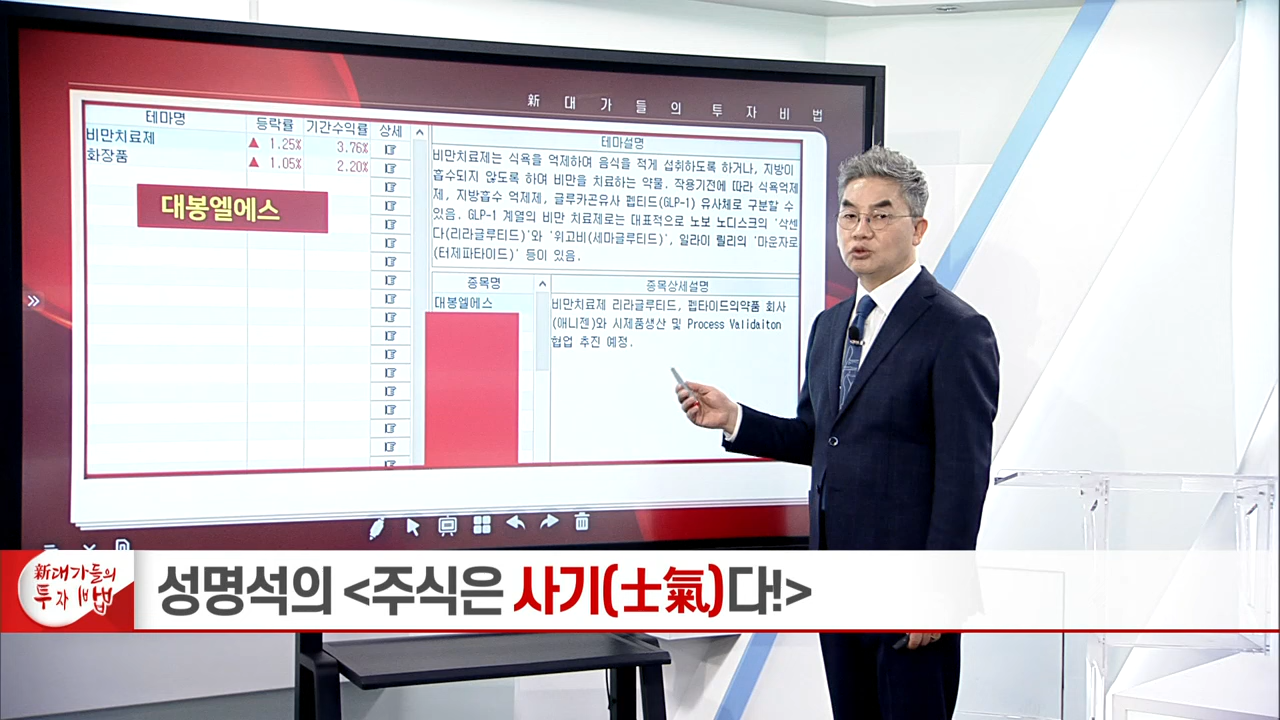 新 대 가 들 의 투 자 비 법
테마명 등락률 기간수익률 상세
비만치료제 ▲ 1.25% 3.76%
화장품 ▲ 1.05% 2.20%
대봉엘에스
테마설명
비만치료제는 식욕을 억제하여 음식을 적게 섭취하도록 하거나, 지방이
흡수되지 않도록 하여 비만을 치료하는 약물. 작용기전에 따라 식욕억제
제, 지방흡수 억제제, 글루카곤유사 펩티드(GLP-1) 유사체로 구분할 수
있음. GLP-1 계열의 비만 치료제로는 대표적으로 노보 노디스크의 '삭센
다(리라글루티드)'와 '위고비(세마글루티드)', 일라이 릴리의 '마운자로
(터제파타이드)' 등이 있음.
종목명
대봉엘에스
종목상세설명
비만치료제 리라글루티드, 펩타이드의약품 회사
(애니젠)와 시제품생산 및 Process Validaiton
협업 추진 예정.
新대가들의
투자 비법
성명석의 <주식은 사기(士氣)다!>